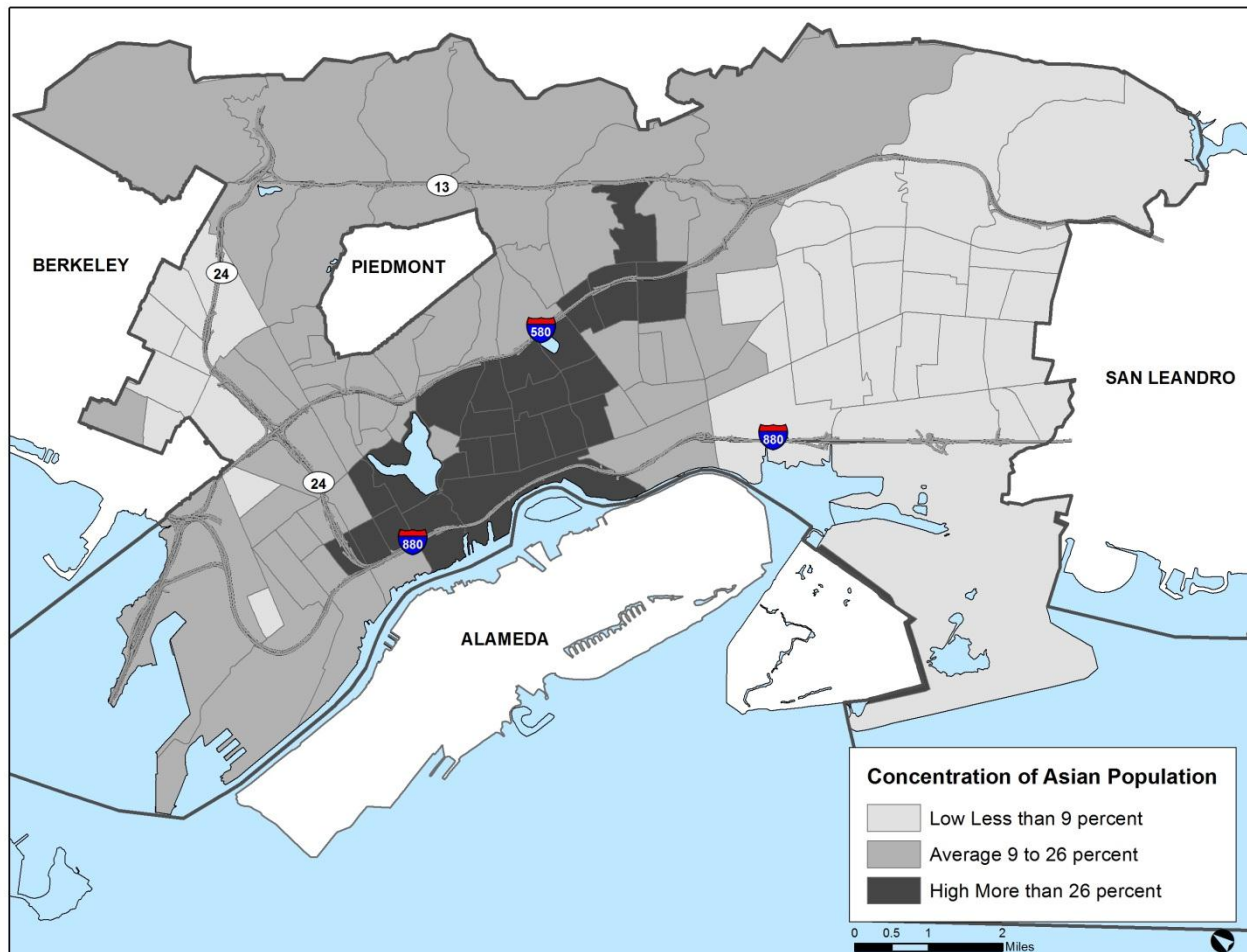 13
BERKELEY
PIEDMONT
24
580
SAN LEANDRO
880
24
880
ALAMEDA
Concentration of Asian Population
Low Less than 9 percent
Average 9 to 26 percent
High More than 26 percent
0 0.5 1 2
Miles